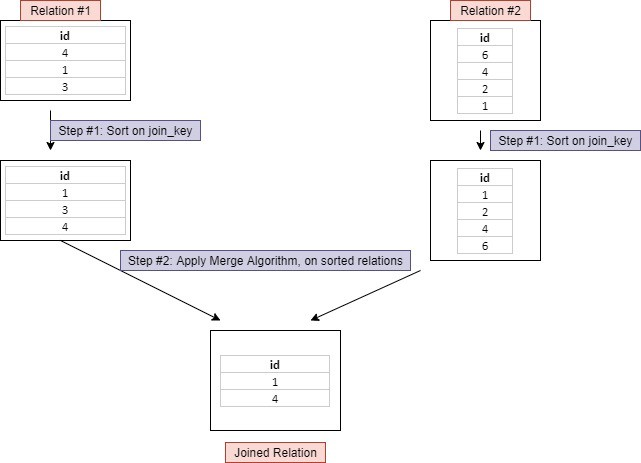 Relation #1
id
4
1
3
Relation #2
id
6
4
2
1
Step #1: Sort on join_key
Step #1: Sort on join_key
id
1
3
4
id
1
2
4
6
Step #2: Apply Merge Algorithm, on sorted relations
id
1
4
Joined Relation